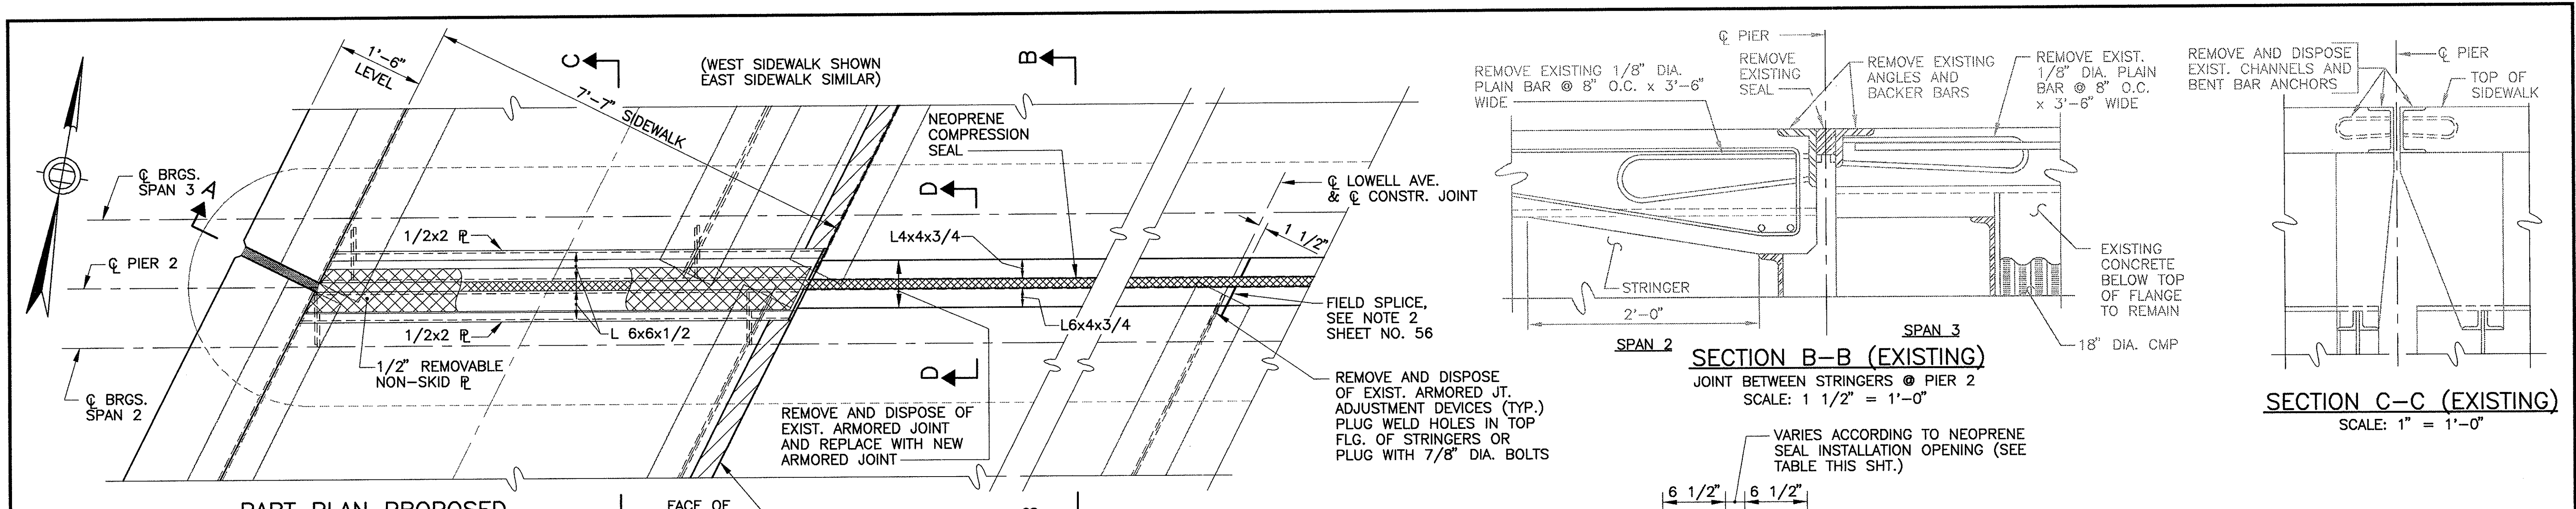 1'-6"
LEVEL
7'-7" SIDEWALK
C
(WEST SIDEWALK SHOWN
EAST SIDEWALK SIMILAR)
B
NEOPRENE
COMPRESSION
SEAL
℄ BRGS.
SPAN 3
A
D
℄ LOWELL AVE.
& ℄ CONSTR. JOINT
1/2x2 ℙL
L4x4x3/4
1 1/2"
℄ PIER 2
FIELD SPLICE,
SEE NOTE 2
SHEET NO. 56
1/2x2 ℙL
L 6x6x1/2
L6x4x3/4
1/2" REMOVABLE
NON-SKID ℙL
D
℄ BRGS.
SPAN 2
REMOVE AND DISPOSE OF
EXIST. ARMORED JOINT
AND REPLACE WITH NEW
ARMORED JOINT
REMOVE AND DISPOSE
OF EXIST. ARMORED JT.
ADJUSTMENT DEVICES (TYP.)
PLUG WELD HOLES IN TOP
FLG. OF STRINGERS OR
PLUG WITH 7/8" DIA. BOLTS
PART PLAN PROPOSED
FACE OF
℄ PIER
REMOVE EXISTING 1/8" DIA.
PLAIN BAR @ 8" O.C. x 3'-6"
WIDE
REMOVE
EXISTING
SEAL
REMOVE EXISTING
ANGLES AND
BACKER BARS
REMOVE EXIST.
1/8" DIA. PLAIN
BAR @ 8" O.C.
x 3'-6" WIDE
STRINGER
2'-0"
EXISTING
CONCRETE
BELOW TOP
OF FLANGE
TO REMAIN
18" DIA. CMP
SPAN 2
SPAN 3
SECTION B-B (EXISTING)
JOINT BETWEEN STRINGERS @ PIER 2
SCALE: 1 1/2" = 1'-0"
VARIES ACCORDING TO NEOPRENE
SEAL INSTALLATION OPENING (SEE
TABLE THIS SHT.)
6 1/2"
6 1/2"
REMOVE AND DISPOSE
EXIST. CHANNELS AND
BENT BAR ANCHORS
℄ PIER
TOP OF
SIDEWALK
SECTION C-C (EXISTING)
SCALE: 1" = 1'-0"